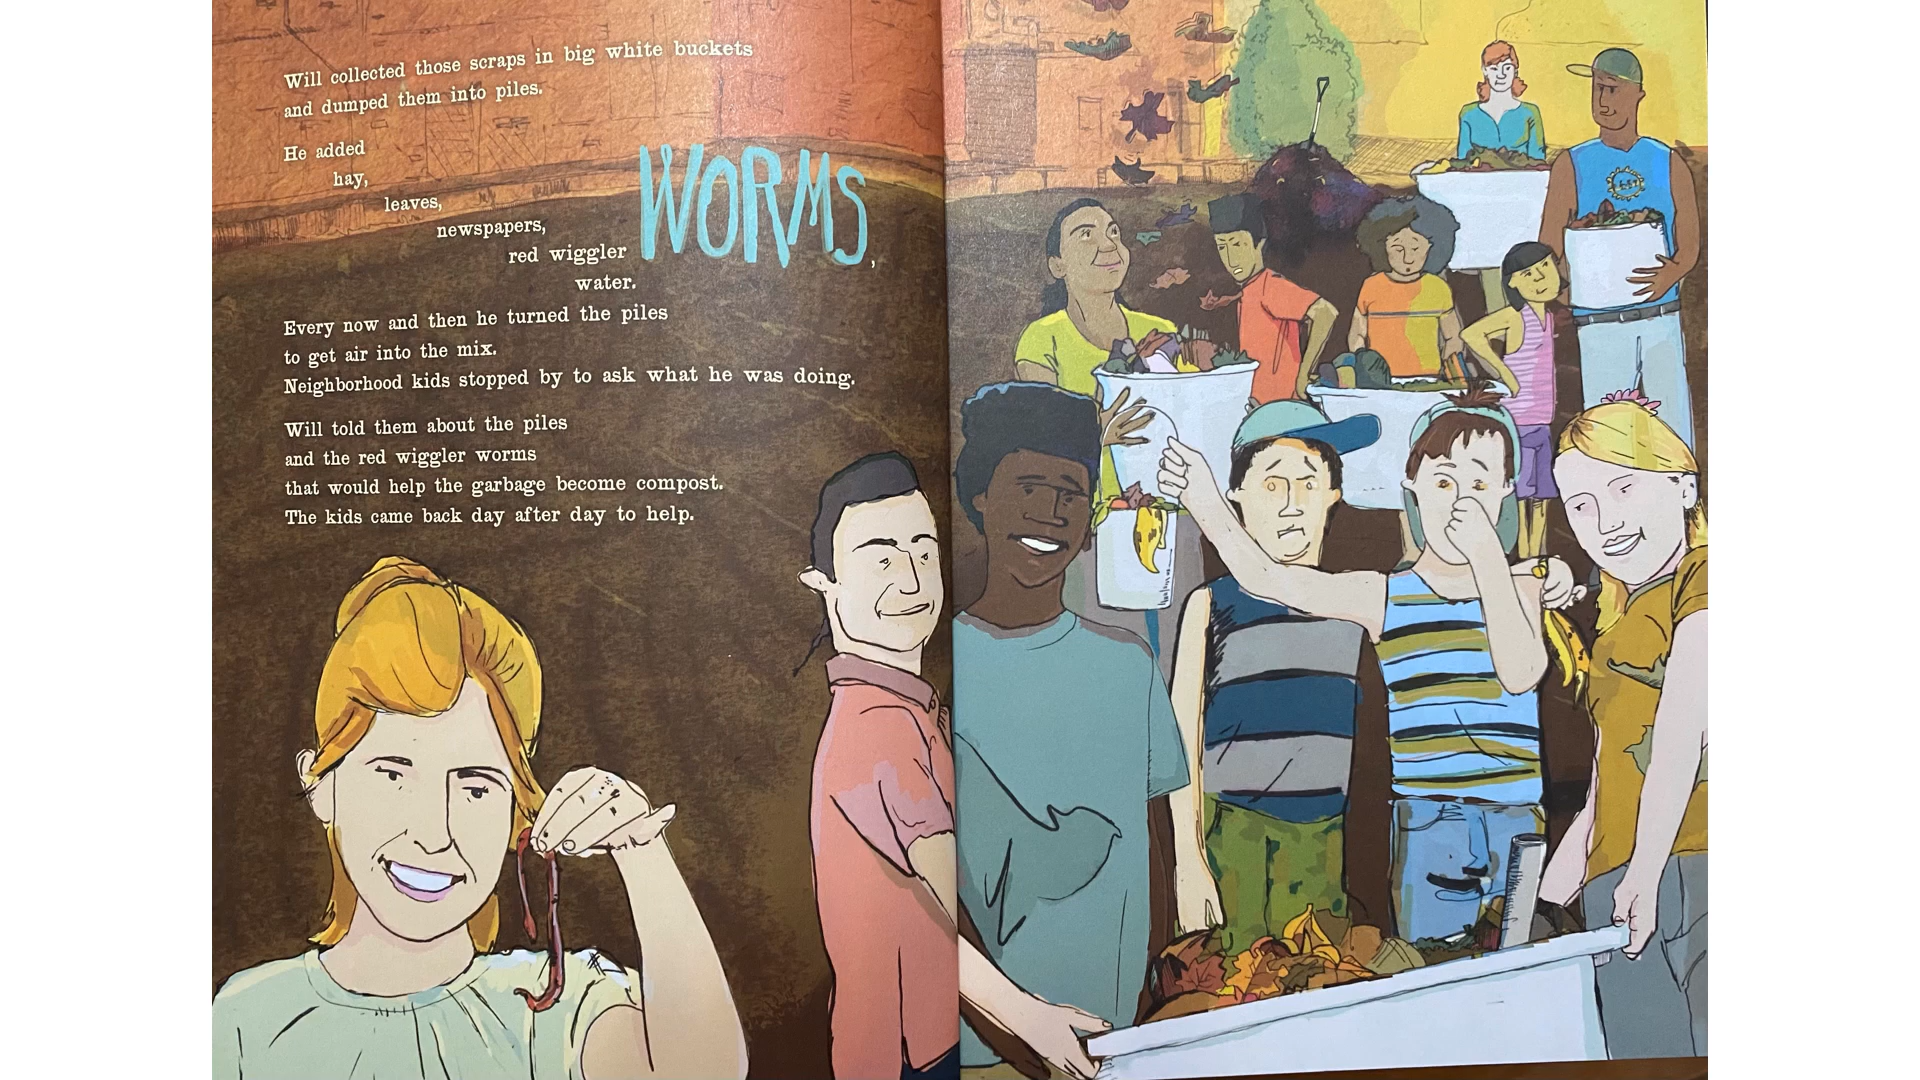 Will collected those scraps in big white buckets
and dumped them into piles.
He added
hay,
leaves,
newspapers,
red wiggler WORMS,
water.
Every now and then he turned the piles
to get air into the mix.
Neighborhood kids stopped by to ask what he was doing.
Will told them about the piles
and the red wiggler worms
that would help the garbage become compost.
The kids came back day after day to help.